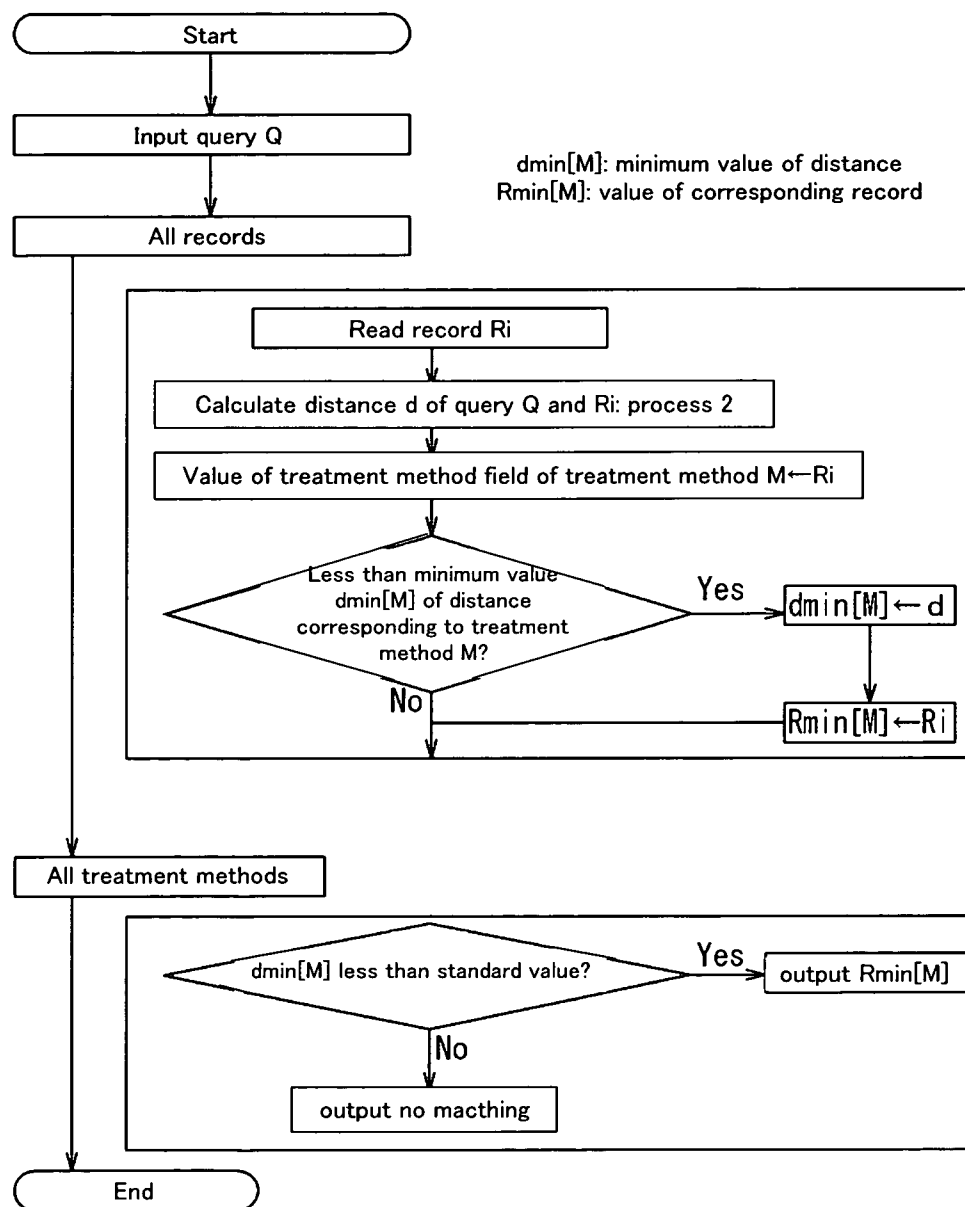 Start
Input query Q
dmin[M]: minimum value of distance
Rmin[M]: value of corresponding record
All records
Read record Ri
Calculate distance d of query Q and Ri: process 2
Value of treatment method field of treatment method M←Ri
Less than minimum value
dmin[M] of distance
corresponding to treatment
method M?
Yes
dmin[M]←d
No
Rmin[M]←Ri
All treatment methods
dmin[M] less than standard value?
Yes
output Rmin[M]
No
output no macthing
End